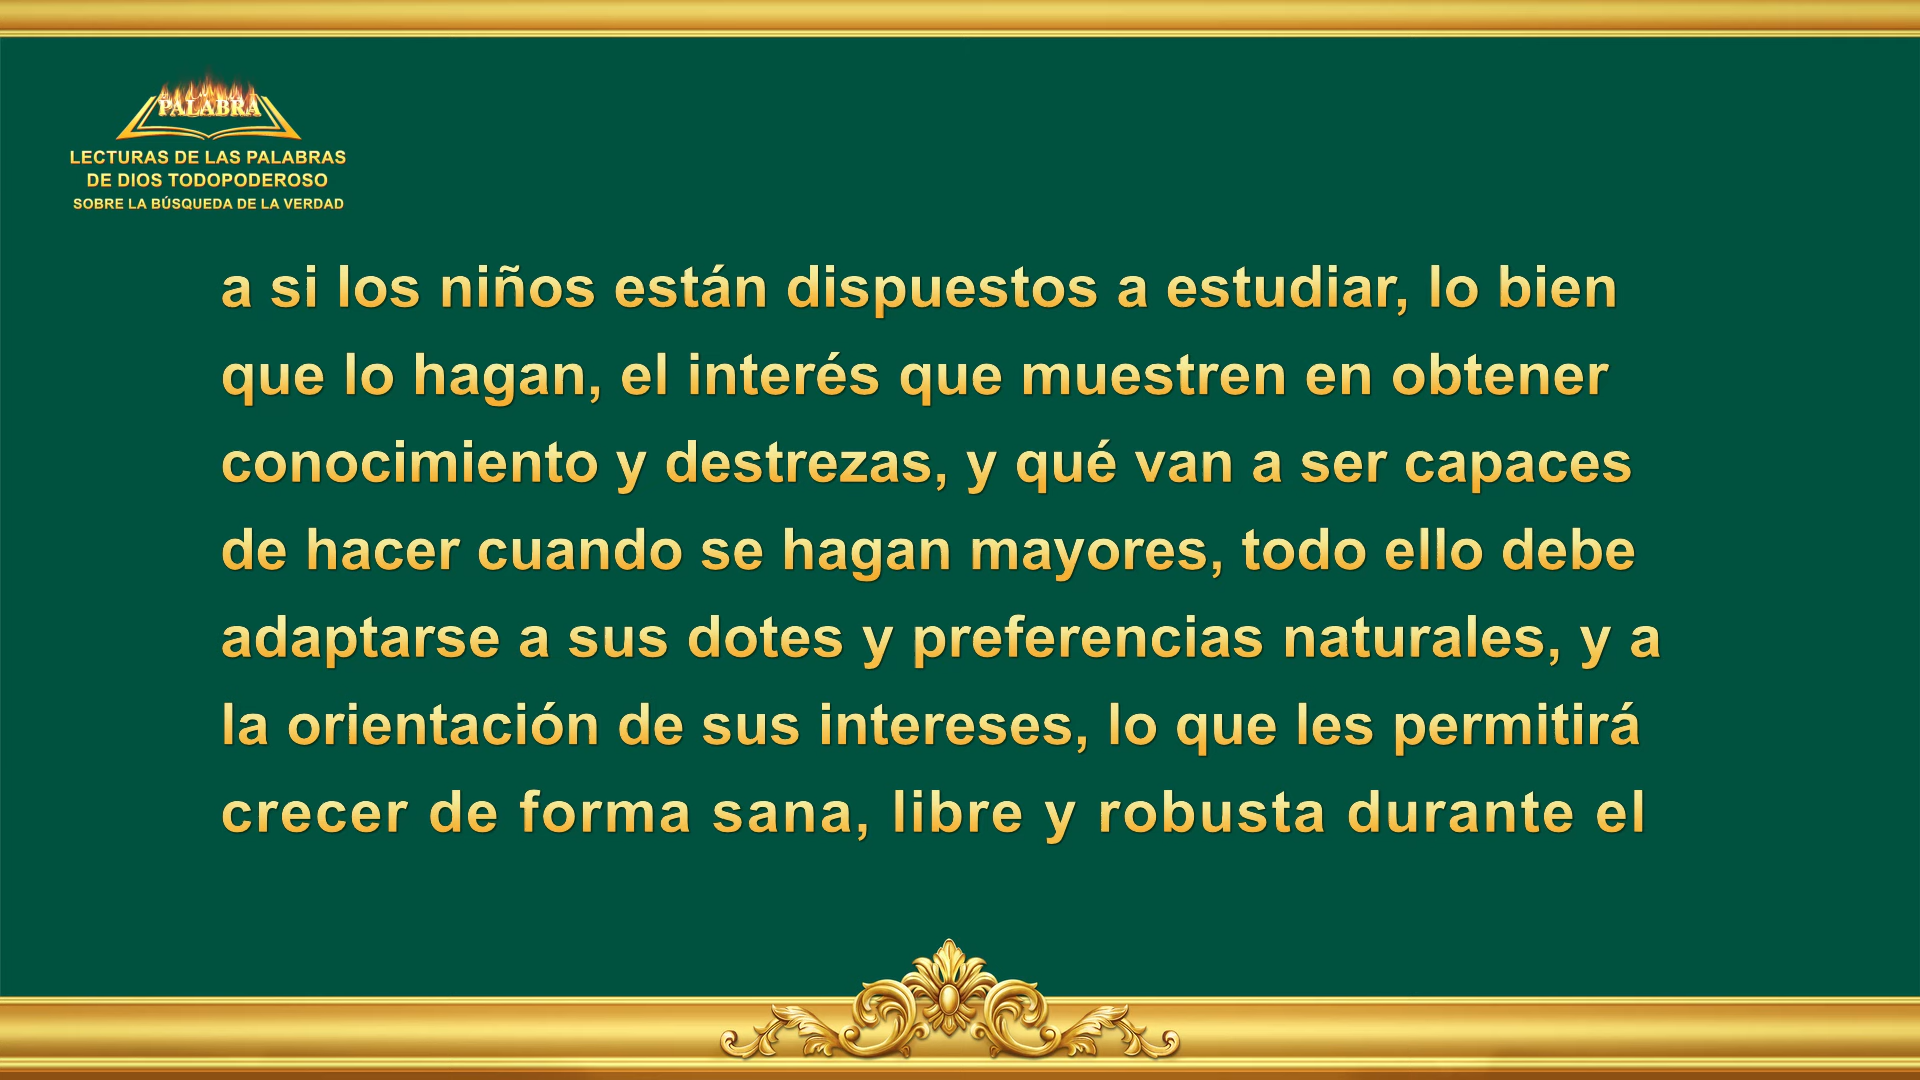 PALABRA
LECTURAS DE LAS PALABRAS
DE DIOS TODOPODEROSO
SOBRE LA BÚSQUEDA DE LA VERDAD
a si los niños están dispuestos a estudiar, lo bien
que lo hagan, el interés que muestren en obtener
conocimiento y destrezas, y qué van a ser capaces
de hacer cuando se hagan mayores, todo ello debe
adaptarse a sus dotes y preferencias naturales, y a
la orientación de sus intereses, lo que les permitirá
crecer de forma sana, libre y robusta durante el